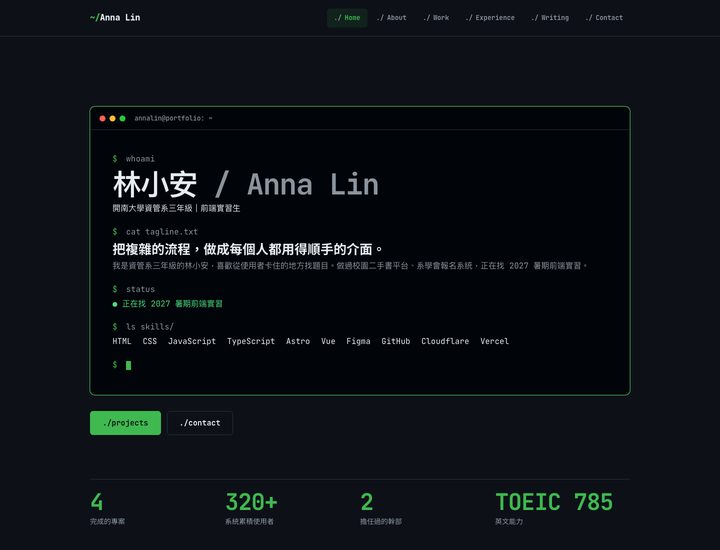 ~/Anna Lin
./ Home ./ About ./ Work ./ Experience ./ Writing ./ Contact
annalin@portfolio: ~
$ whoami
林小安 / Anna Lin
開南大學資管系三年級｜前端實習生
$ cat tagline.txt
把複雜的流程，做成每個人都用得順手的介面。
我是資管系三年級的林小安，喜歡從使用者卡住的地方找題目。做過校園二手書平台、系學會報名系統，正在找 2027 暑期前端實習。
$ status
● 正在找 2027 暑期前端實習
$ ls skills/
HTML CSS JavaScript TypeScript Astro Vue Figma GitHub Cloudflare Vercel
$
./projects ./contact
4 320+ 2 TOEIC 785
完成的專案 系統累積使用者 擔任過的幹部 英文能力